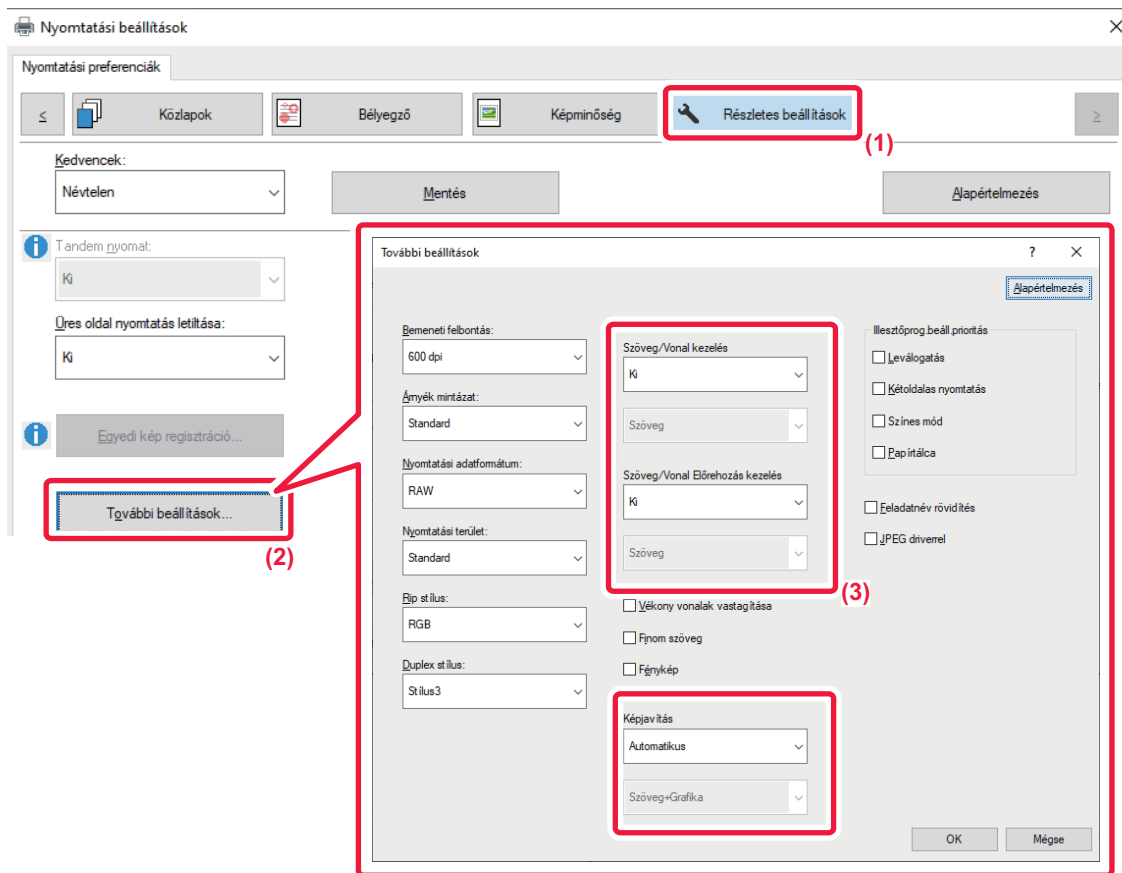 Nyomtatási beállítások
Nyomtatási preferenciák
<
Közlapok
Bélyegző
Képminőség
Részletes beállítások
>
(1)
Kedvencek:
Névtelen
Mentés
Alapértelmezés
Tandem nyomat:
Ki
Üres oldal nyomtatás letiltása:
Ki
Egyedi kép regisztráció...
További beállítások...
(2)
További beállítások
?
Alapértelmezés
Bemeneti felbontás:
600 dpi
Árnyék mintázat:
Standard
Nyomtatási adatformátum:
RAW
Nyomtatási terület:
Standard
Rip stílus:
RGB
Duplex stílus:
Stílus3
Szöveg/Vonal kezelés
Ki
Szöveg
Szöveg/Vonal Előrehozás kezelés
Ki
Szöveg
(3)
Vékony vonalak vastagítása
Finom szöveg
Fénykép
Képjavítás
Automatikus
Szöveg+Grafika
Illesztőprog.beáll.prioritás
Leválogatás
Kétoldalas nyomtatás
Színes mód
Papírtálca
Feladatnév rövidítés
JPEG driverrel
OK
Mégse